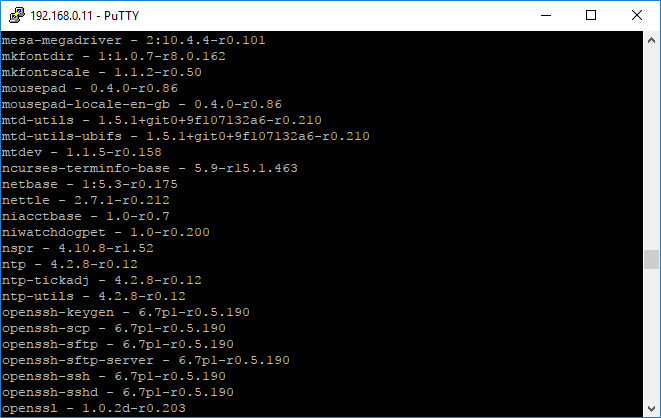 192.168.0.11 - PuTTY
mesa-megadriver - 2:10.4.4-r0.101
mkfontdir - 1:1.0.7-r8.0.162
mkfontscale - 1.1.2-r0.50
mousepad - 0.4.0-r0.86
mousepad-locale-en-gb - 0.4.0-r0.86
mtd-utils - 1.5.1+git0+9f107132a6-r0.210
mtd-utils-ubifs - 1.5.1+git0+9f107132a6-r0.210
mtdev - 1.1.5-r0.158
ncurses-terminfo-base - 5.9-r15.1.463
netbase - 1:5.3-r0.175
nettle - 2.7.1-r0.212
niacctbase - 1.0-r0.7
niwatchdogpet - 1.0-r0.200
nspr - 4.10.8-r1.52
ntp - 4.2.8-r0.12
ntp-tickadj - 4.2.8-r0.12
ntp-utils - 4.2.8-r0.12
openssh-keygen - 6.7p1-r0.5.190
openssh-scp - 6.7p1-r0.5.190
openssh-sftp - 6.7p1-r0.5.190
openssh-sftp-server - 6.7p1-r0.5.190
openssh-ssh - 6.7p1-r0.5.190
openssh-sshd - 6.7p1-r0.5.190
openssl - 1.0.2d-r0.203